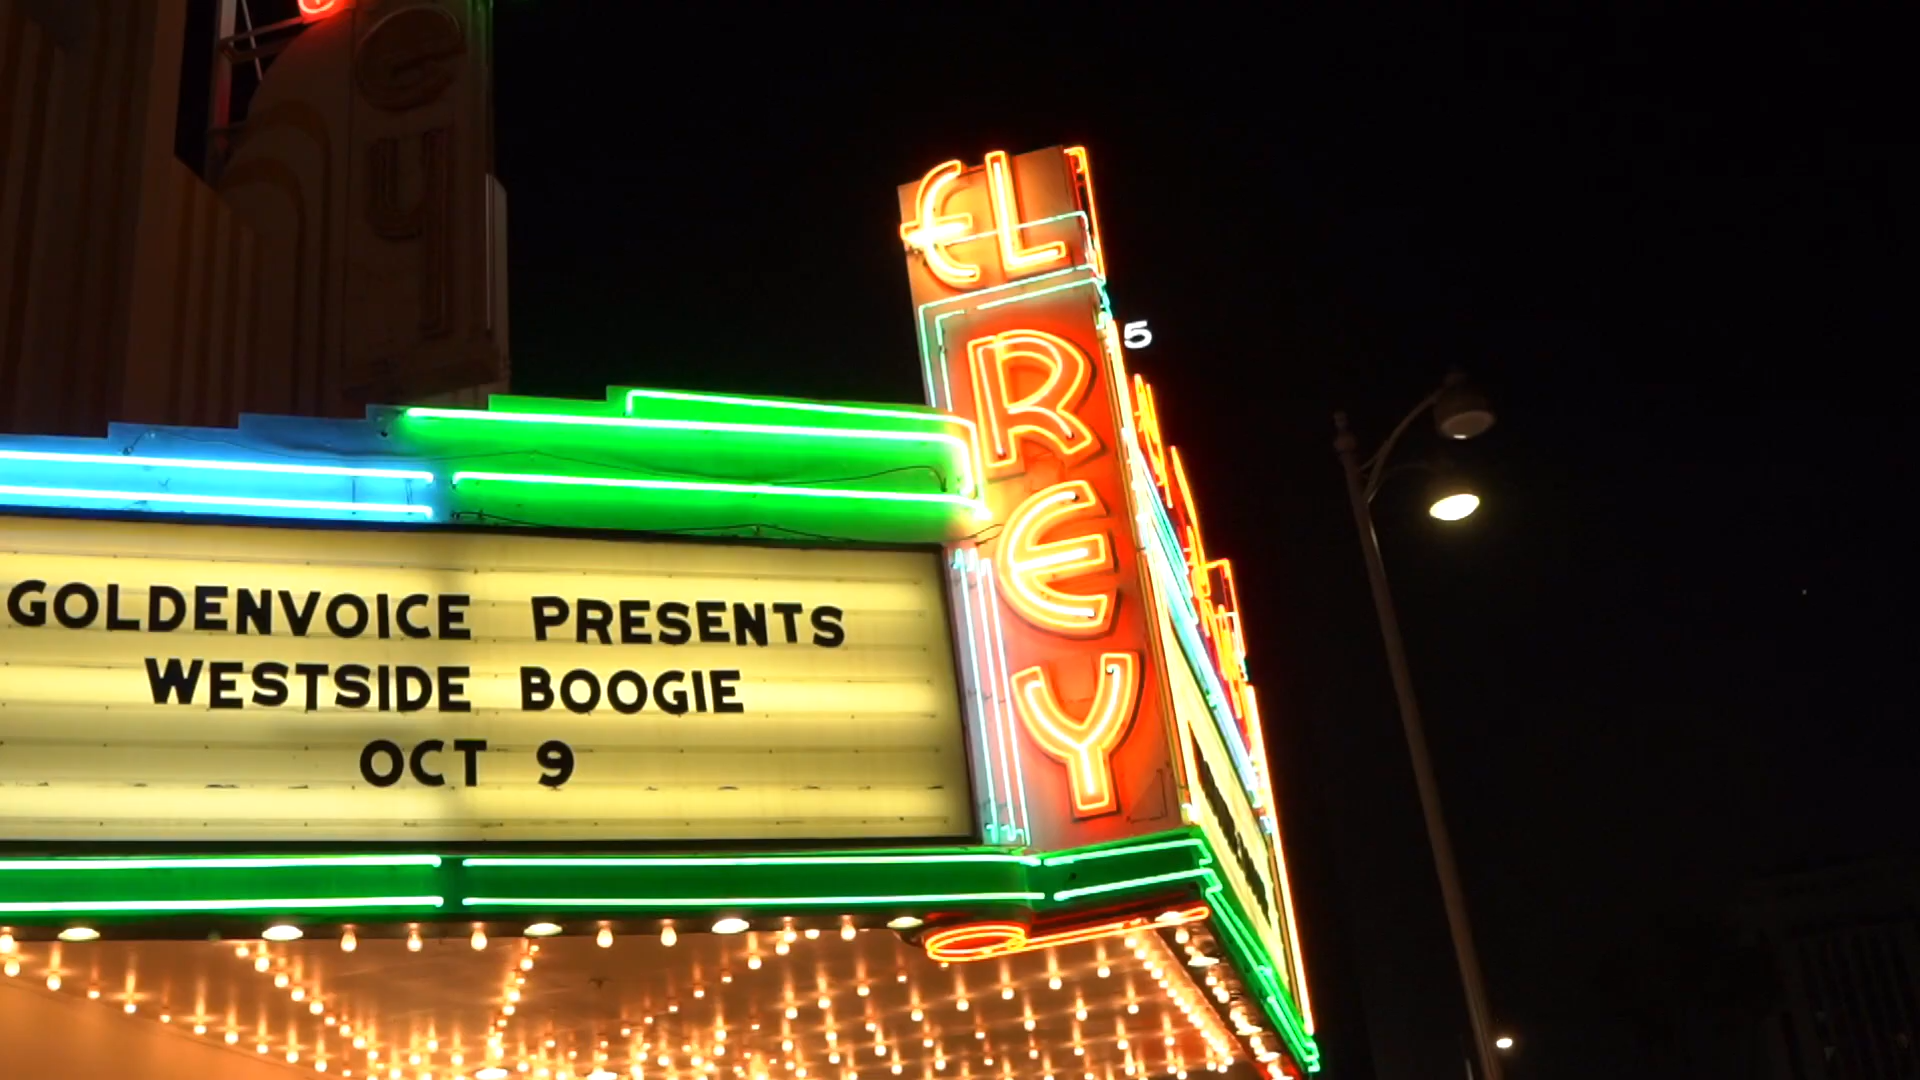 EL
REY
5
GOLDENVOICE PRESENTS
WESTSIDE BOOGIE
OCT 9